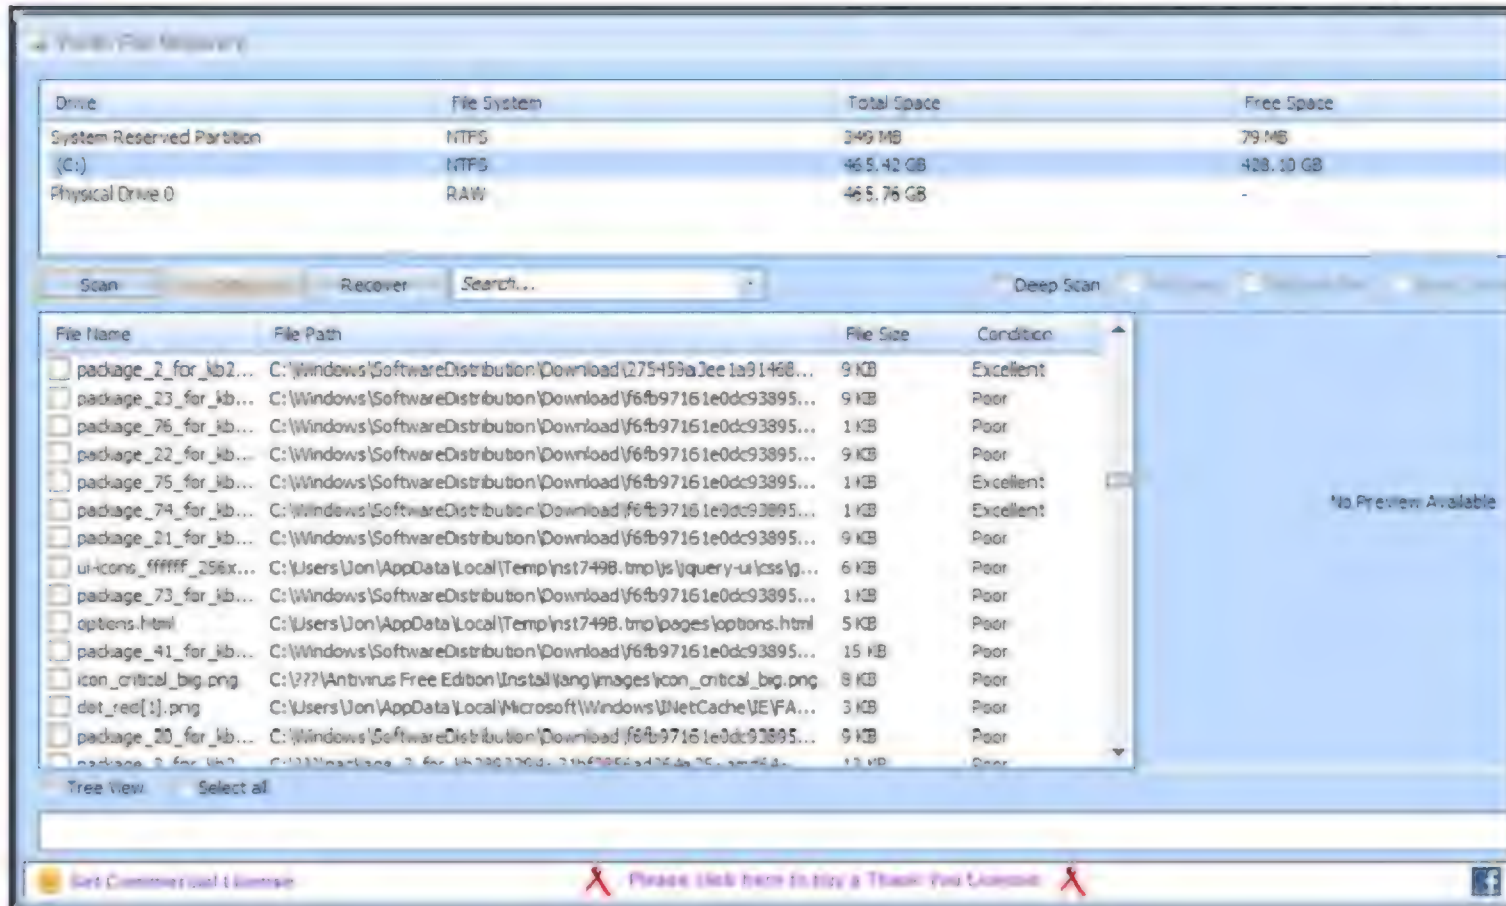 File Recovery
Drive File System Total Space Free Space
System Reserved Partition NTFS 349 MB 79 MB
(C:) NTFS 465.42 GB 428.10 GB
Physical Drive 0 RAW 465.76 GB -
Scan Recover Search... Deep Scan
File Name File Path File Size Condition
package_2_for_kb2... C:\Windows\SoftwareDistribution\Download\275459a3ee1a91468... 9 KB Excellent
package_23_for_kb... C:\Windows\SoftwareDistribution\Download\f6fb97161e0dc93895... 9 KB Poor
package_76_for_kb... C:\Windows\SoftwareDistribution\Download\f6fb97161e0dc93895... 1 KB Poor
package_22_for_kb... C:\Windows\SoftwareDistribution\Download\f6fb97161e0dc93895... 9 KB Poor
package_75_for_kb... C:\Windows\SoftwareDistribution\Download\f6fb97161e0dc93895... 1 KB Excellent
package_74_for_kb... C:\Windows\SoftwareDistribution\Download\f6fb97161e0dc93895... 1 KB Excellent
package_21_for_kb... C:\Windows\SoftwareDistribution\Download\f6fb97161e0dc93895... 9 KB Poor
ui-icons_ffffff_256x... C:\Users\Jon\AppData\Local\Temp\nst749B.tmp\js\jquery-ui\css\g... 6 KB Poor
package_73_for_kb... C:\Windows\SoftwareDistribution\Download\f6fb97161e0dc93895... 1 KB Poor
options.html C:\Users\Jon\AppData\Local\Temp\nst749B.tmp\pages\options.html 5 KB Poor
package_41_for_kb... C:\Windows\SoftwareDistribution\Download\f6fb97161e0dc93895... 15 KB Poor
icon_critical_big.png C:\???\Antivirus Free Edition\Install\lang\images\icon_critical_big.png 8 KB Poor
dot_red[1].png C:\Users\Jon\AppData\Local\Microsoft\Windows\INetCache\IE\FA... 3 KB Poor
package_20_for_kb... C:\Windows\SoftwareDistribution\Download\f6fb97161e0dc93895... 9 KB Poor
No Preview Available
Tree View Select all
Get Commercial License Please click here to buy a Thank You License